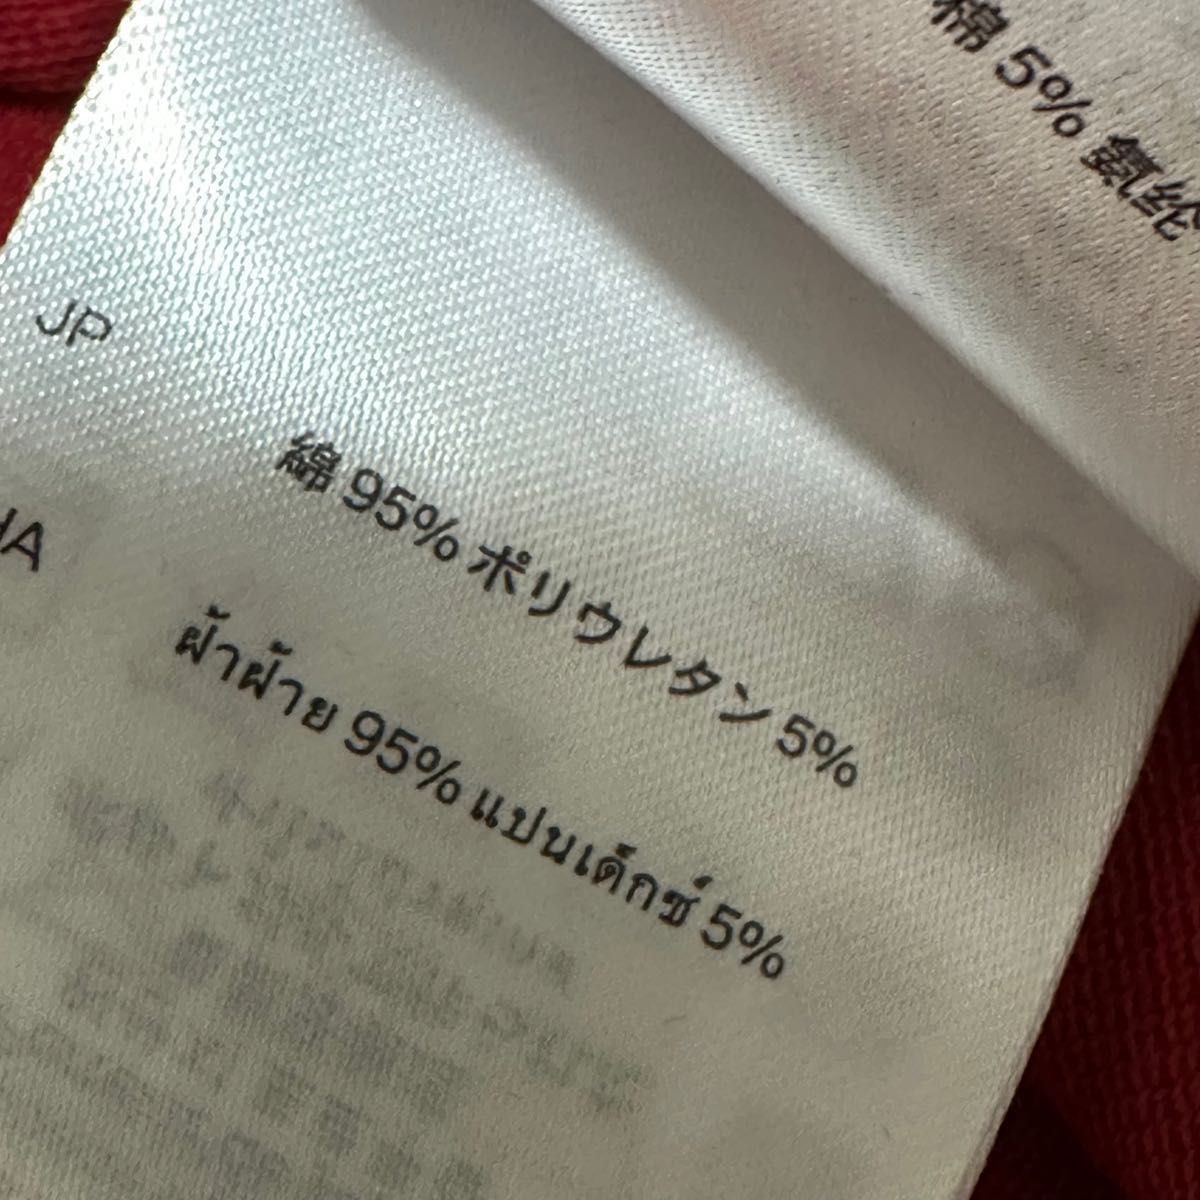 棉 5% 氨纶
JP
綿 95% ポリウレタン 5%
HA
ผ้าฝ้าย 95% แปนเด็กซ์ 5%